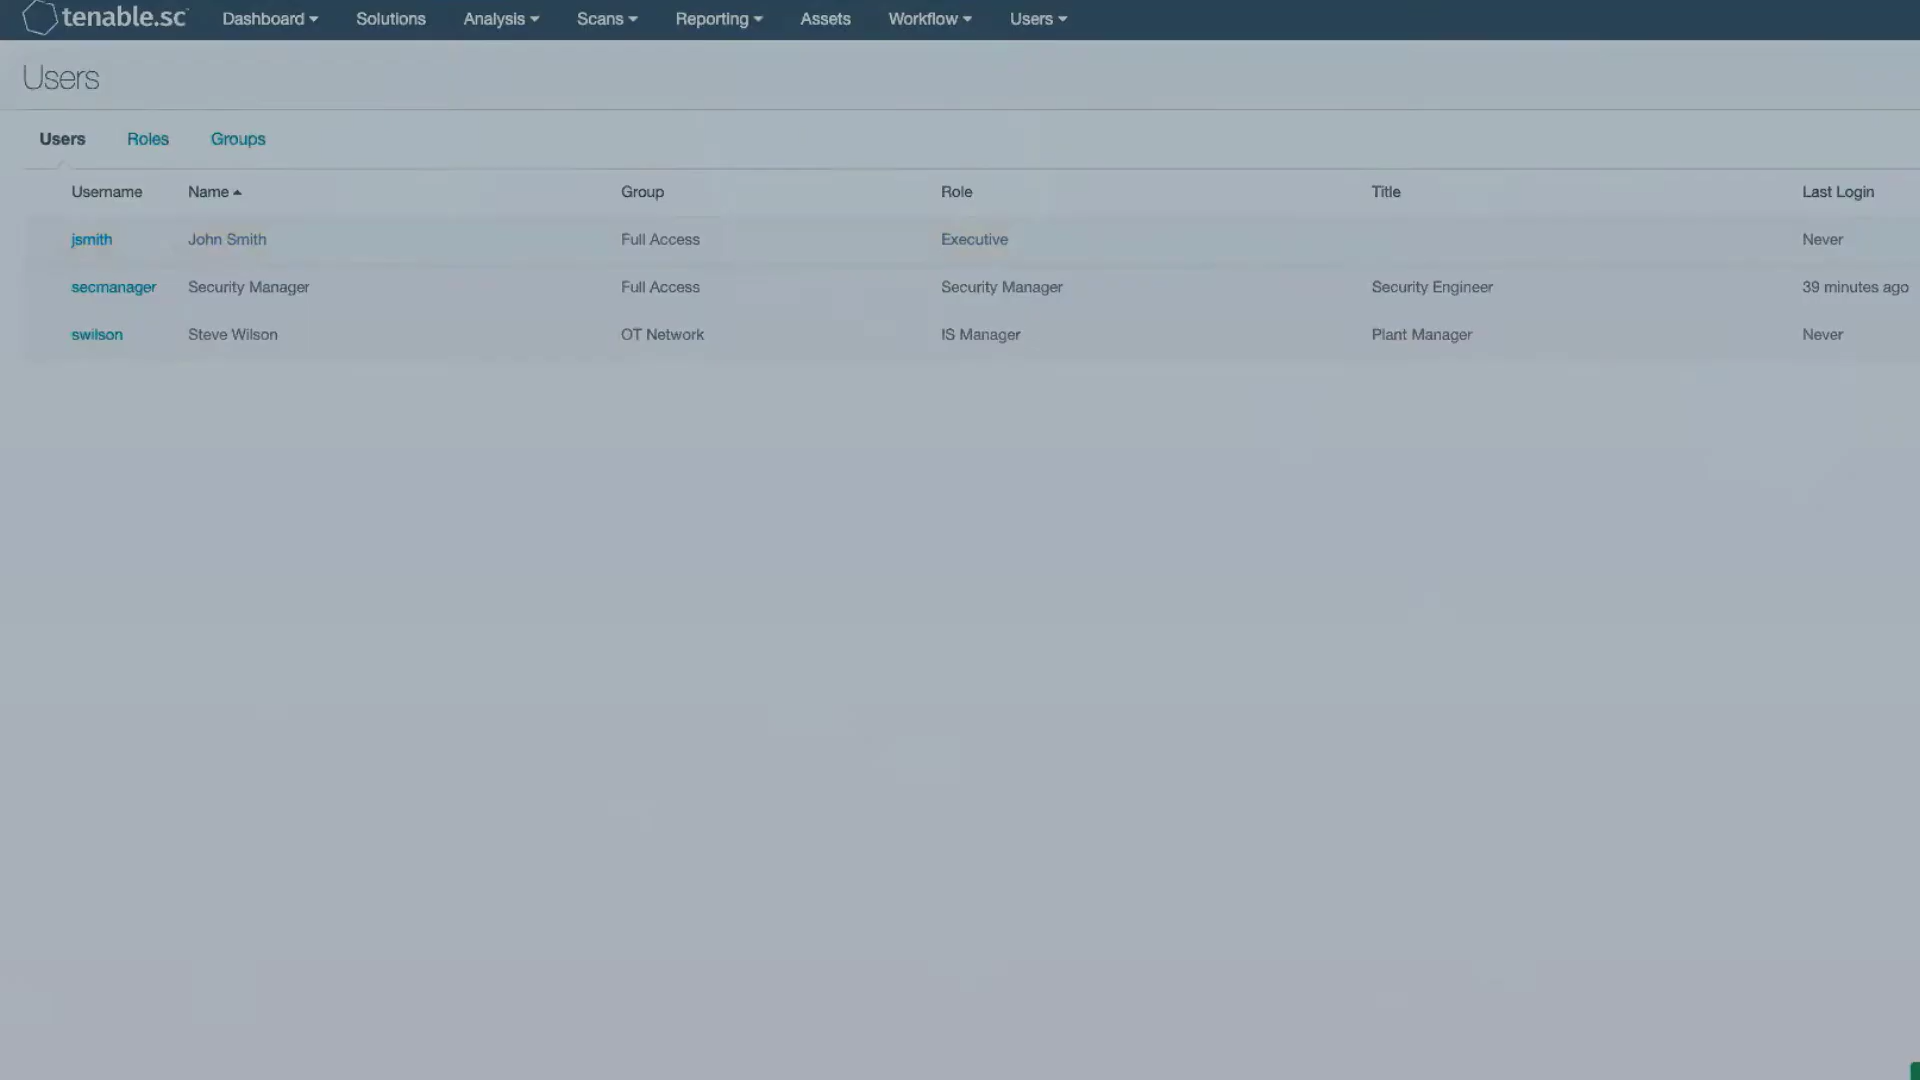 tenable.sc Dashboard Solutions Analysis Scans Reporting Assets Workflow Users
Users
Users Roles Groups
Username Name Group Role Title Last Login
jsmith John Smith Full Access Executive Never
secmanager Security Manager Full Access Security Manager Security Engineer 39 minutes ago
swilson Steve Wilson OT Network IS Manager Plant Manager Never